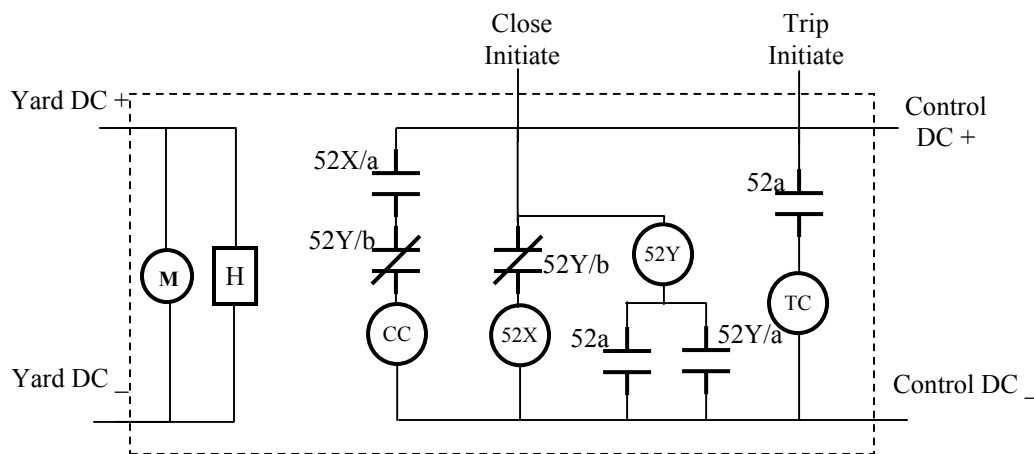 Close
Initiate
Trip
Initiate
Yard DC +
Control
DC +
52X/a
52a
52Y/b
52Y/b
52Y
M
H
TC
CC
52X
52a
52Y/a
Yard DC _
Control DC _